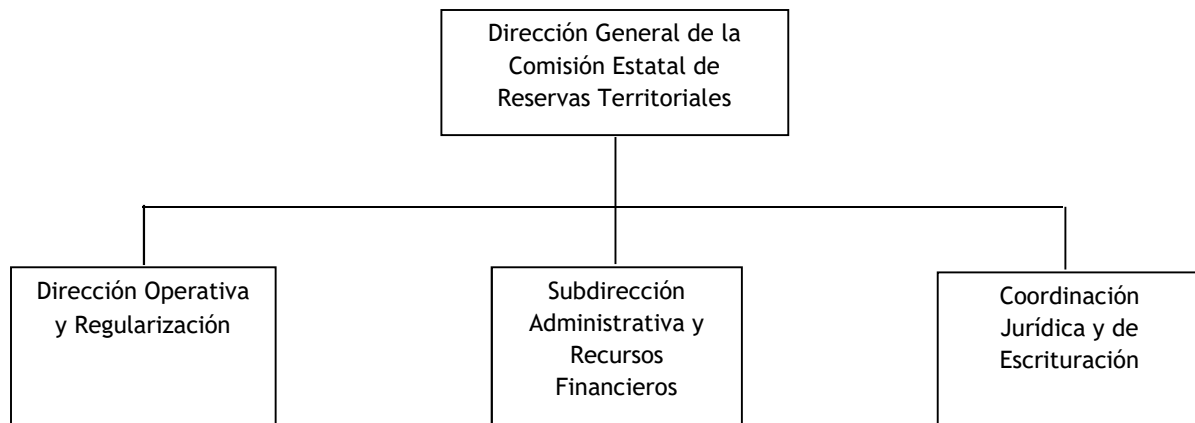 Dirección General de la
Comisión Estatal de
Reservas Territoriales
Dirección Operativa
y Regularización
Subdirección
Administrativa y
Recursos
Financieros
Coordinación
Jurídica y de
Escrituración